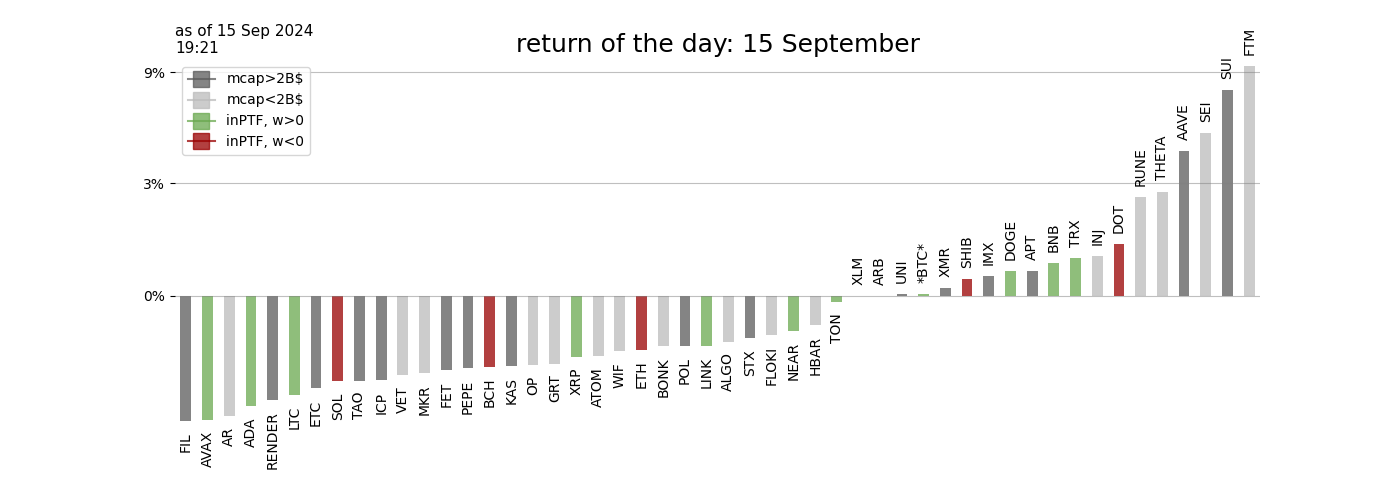 as of 15 Sep 2024
19:21
return of the day: 15 September
mcap>2B$
mcap<2B$
inPTF, w>0
inPTF, w<0
9%
3%
0%
FIL
AVAX
AR
ADA
RENDER
LTC
ETC
SOL
TAO
ICP
VET
MKR
FET
PEPE
BCH
KAS
OP
GRT
XRP
ATOM
WIF
ETH
BONK
POL
LINK
ALGO
STX
FLOKI
NEAR
HBAR
TON
XLM
ARB
UNI
*BTC*
XMR
SHIB
IMX
DOGE
APT
BNB
TRX
INJ
DOT
RUNE
THETA
AAVE
SEI
SUI
FTM